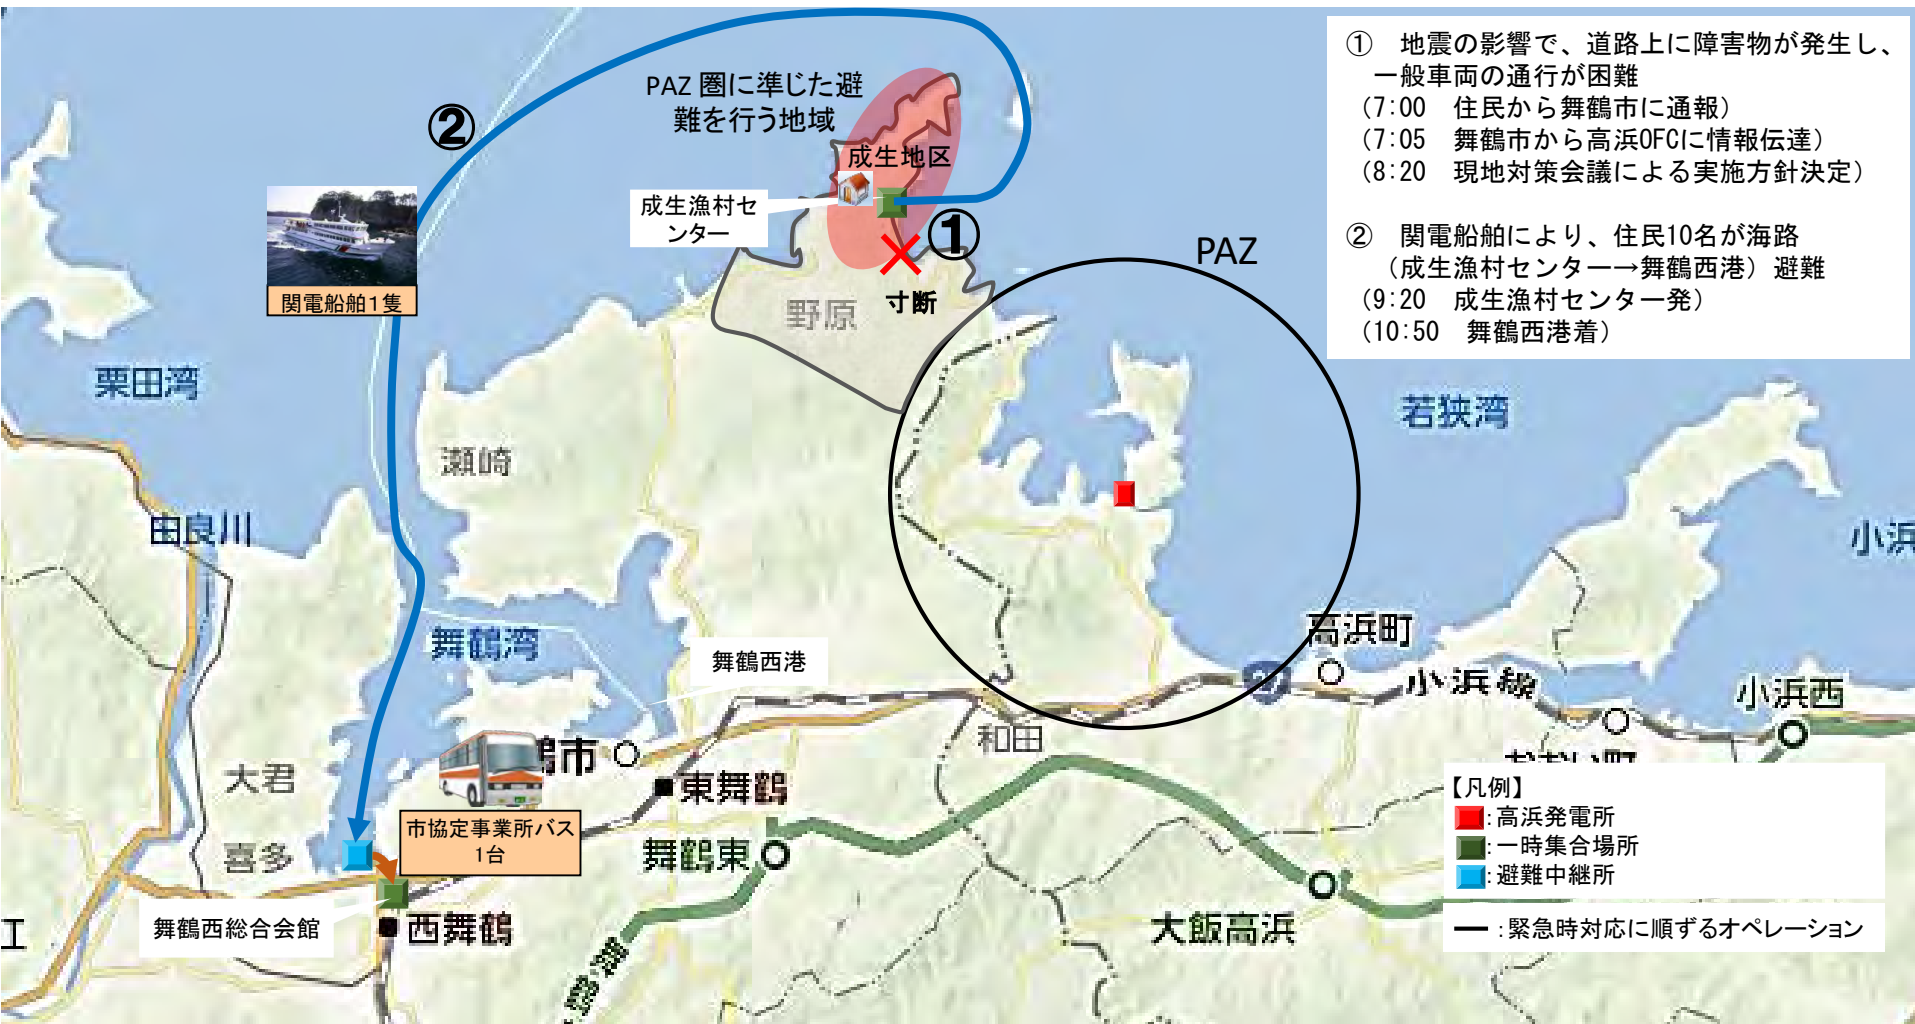 ① 地震の影響で、道路上に障害物が発生し、
一般車両の通行が困難
(7:00 住民から舞鶴市に通報)
(7:05 舞鶴市から高浜OFCに情報伝達)
(8:20 現地対策会議による実施方針決定)
② 関電船舶により、住民10名が海路
(成生漁村センター→舞鶴西港)避難
(9:20 成生漁村センター発)
(10:50 舞鶴西港着)
PAZ 圏に準じた避
難を行う地域
②
成生地区
成生漁村セ
ンター
①
寸断
野原
PAZ
関電船舶1隻
栗田湾
若狭湾
瀬崎
由良川
小浜
舞鶴湾
舞鶴西港
高浜町
小浜線
小浜西
和田
鶴市
大君
東舞鶴
市協定事業所バス
1台
喜多
舞鶴東
舞鶴西総合会館
西舞鶴
大飯高浜
おおい町
江
【凡例】
:高浜発電所
:一時集合場所
:避難中継所
:緊急時対応に順ずるオペレーション